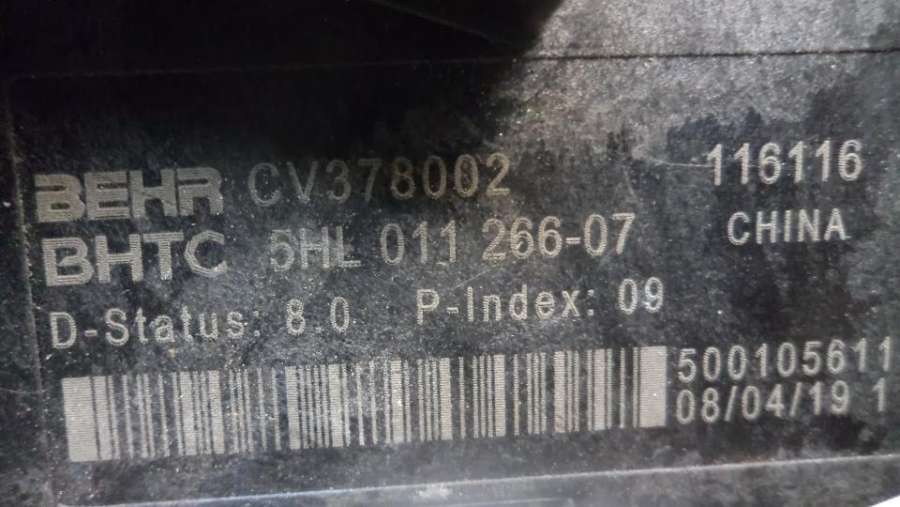 BEHR CV378002 116116
BHTC 5HL 011 266-07 CHINA
D-Status: 8.0 P-Index: 09
500105611
08/04/19 1